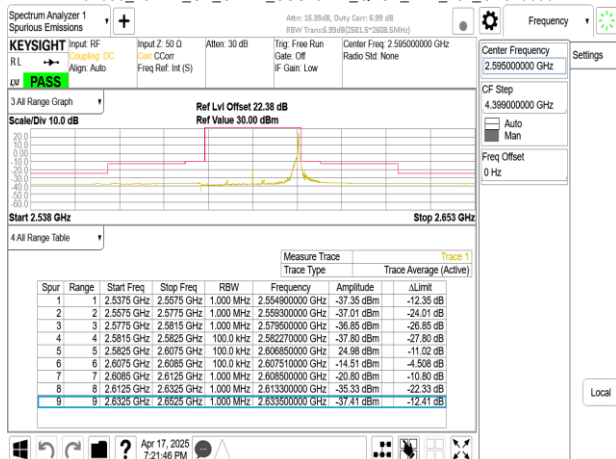 Spectrum Analyzer 1
Spurious Emissions
Attn: 15.39dB, Duty Corr: 6.99 dB
RBW Trans:6.99dB(2581.5~2608.5MHz)
Frequency
Settings
KEYSIGHT Input: RF Input Z: 50 Ω Atten: 30 dB Trig: Free Run Center Freq: 2.595000000 GHz
RL Coupling: DC Corr CCorr Gate: Off Radio Std: None
Align: Auto Freq Ref: Int (S) IF Gain: Low
LXI PASS
Center Frequency
2.595000000 GHz
CF Step
4.399000000 GHz
Auto
Man
Freq Offset
0 Hz
3 All Range Graph
Ref Lvl Offset 22.38 dB
Scale/Div 10.0 dB Ref Value 30.00 dBm
20.0
10.0
0.00
-10.0
-20.0
-30.0
-40.0
-50.0
-60.0
Start 2.538 GHz Stop 2.653 GHz
4 All Range Table
Measure Trace Trace 1
Trace Type Trace Average (Active)
Spur Range Start Freq Stop Freq RBW Frequency Amplitude ΔLimit
1 1 2.5375 GHz 2.5575 GHz 1.000 MHz 2.554900000 GHz -37.35 dBm -12.35 dB
2 2 2.5575 GHz 2.5775 GHz 1.000 MHz 2.559300000 GHz -37.01 dBm -24.01 dB
3 3 2.5775 GHz 2.5815 GHz 1.000 MHz 2.579500000 GHz -36.85 dBm -26.85 dB
4 4 2.5815 GHz 2.5825 GHz 100.0 kHz 2.582270000 GHz -37.80 dBm -27.80 dB
5 5 2.5825 GHz 2.6075 GHz 100.0 kHz 2.606850000 GHz 24.98 dBm -11.02 dB
6 6 2.6075 GHz 2.6085 GHz 100.0 kHz 2.607510000 GHz -14.51 dBm -4.508 dB
7 7 2.6085 GHz 2.6125 GHz 1.000 MHz 2.608500000 GHz -20.80 dBm -10.80 dB
8 8 2.6125 GHz 2.6325 GHz 1.000 MHz 2.613300000 GHz -35.33 dBm -22.33 dB
9 9 2.6325 GHz 2.6525 GHz 1.000 MHz 2.633500000 GHz -37.41 dBm -12.41 dB
Local
?
Apr 17, 2025
7:21:46 PM